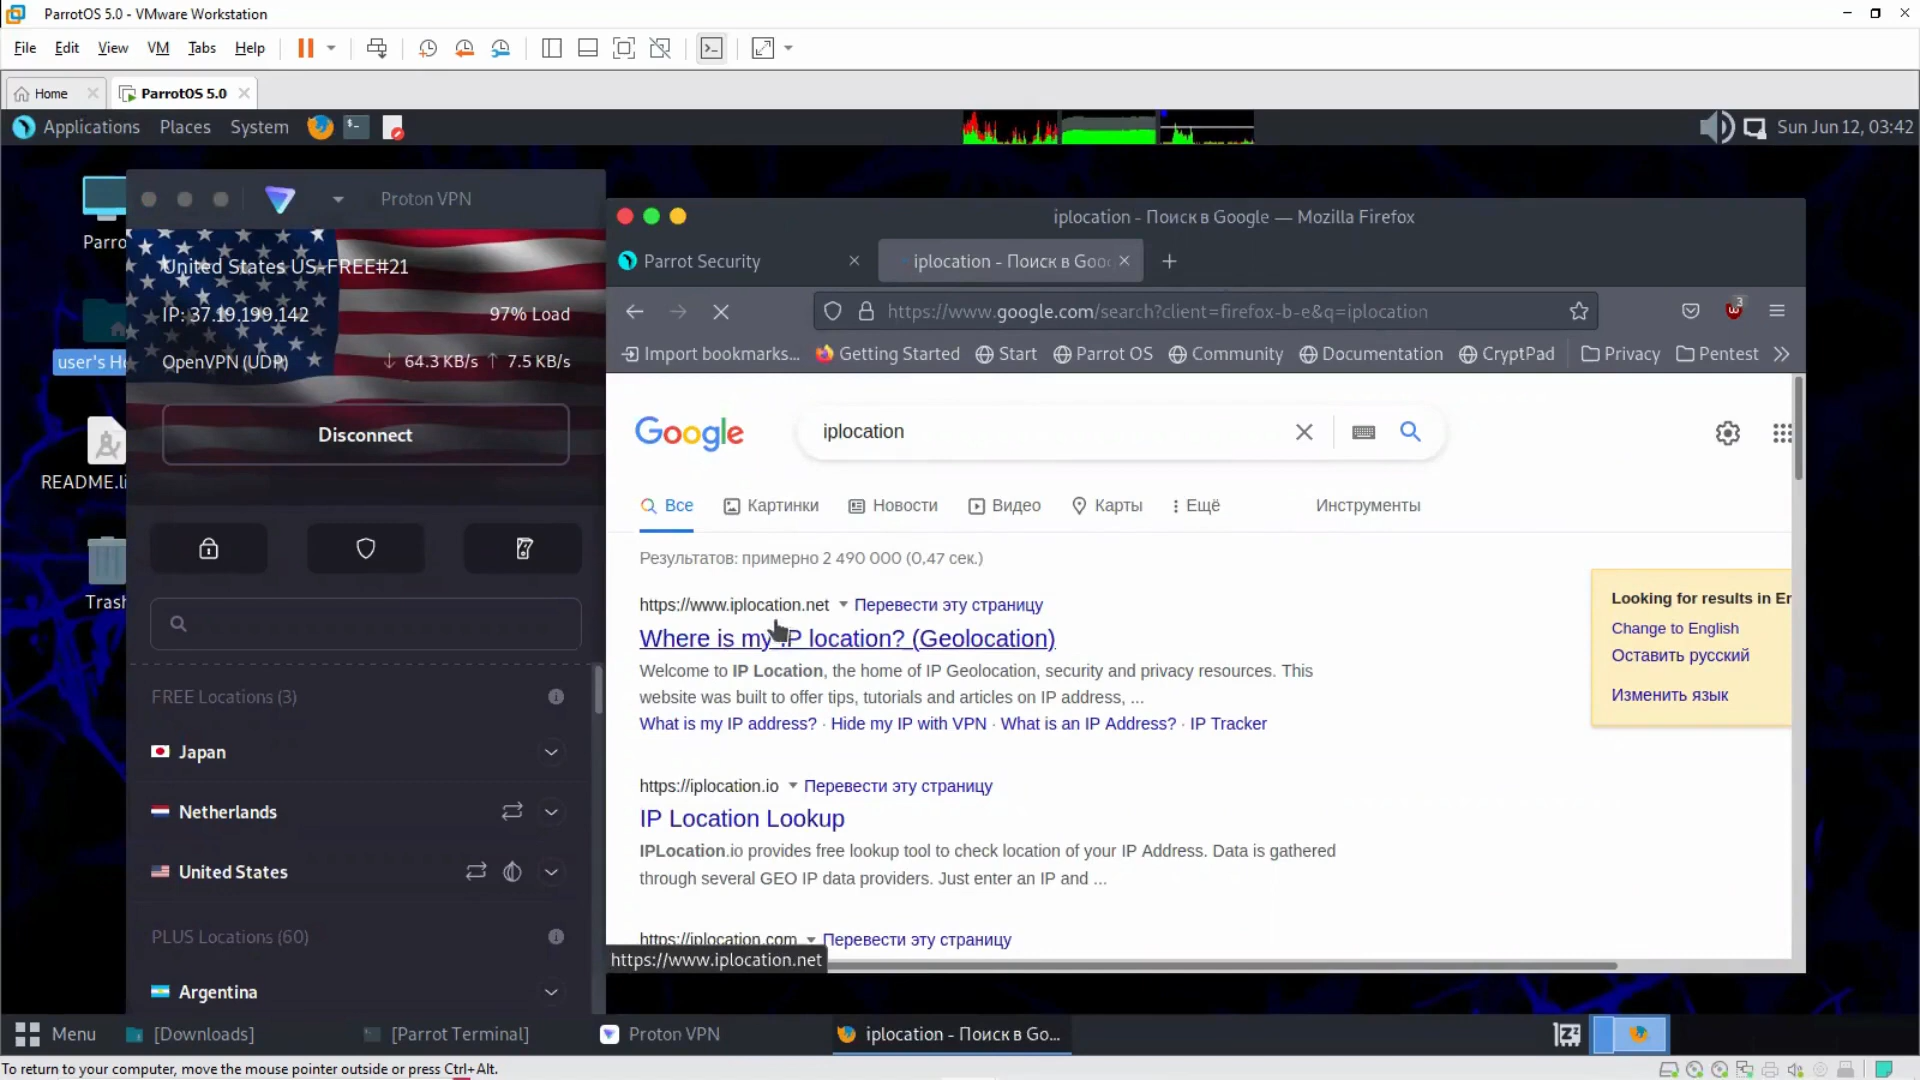 ParrotOS 5.0 - VMware Workstation
File Edit View VM Tabs Help
Home ParrotOS 5.0
Applications Places System Sun Jun 12, 03:42
Parro
user's H
README.li
Trash
Proton VPN
United States US-FREE#21
IP: 37.19.199.142 97% Load
OpenVPN (UDP) ↓ 64.3 KB/s ↑ 7.5 KB/s
Disconnect
FREE Locations (3)
Japan
Netherlands
United States
PLUS Locations (60)
Argentina
iplocation - Поиск в Google — Mozilla Firefox
Parrot Security iplocation - Поиск в Goo
https://www.google.com/search?client=firefox-b-e&q=iplocation 3
Import bookmarks... Getting Started Start Parrot OS Community Documentation CryptPad Privacy Pentest
Google iplocation
Все Картинки Новости Видео Карты Ещё Инструменты
Результатов: примерно 2 490 000 (0,47 сек.)
https://www.iplocation.net Перевести эту страницу
Where is my IP location? (Geolocation)
Welcome to IP Location, the home of IP Geolocation, security and privacy resources. This
website was built to offer tips, tutorials and articles on IP address, ...
What is my IP address? · Hide my IP with VPN · What is an IP Address? · IP Tracker
https://iplocation.io Перевести эту страницу
IP Location Lookup
IPLocation.io provides free lookup tool to check location of your IP Address. Data is gathered
through several GEO IP data providers. Just enter an IP and ...
https://iplocation.com Перевести эту страницу
https://www.iplocation.net
Looking for results in En
Change to English
Оставить русский
Изменить язык
Menu [Downloads] [Parrot Terminal] Proton VPN iplocation - Поиск в Go...
To return to your computer, move the mouse pointer outside or press Ctrl+Alt.